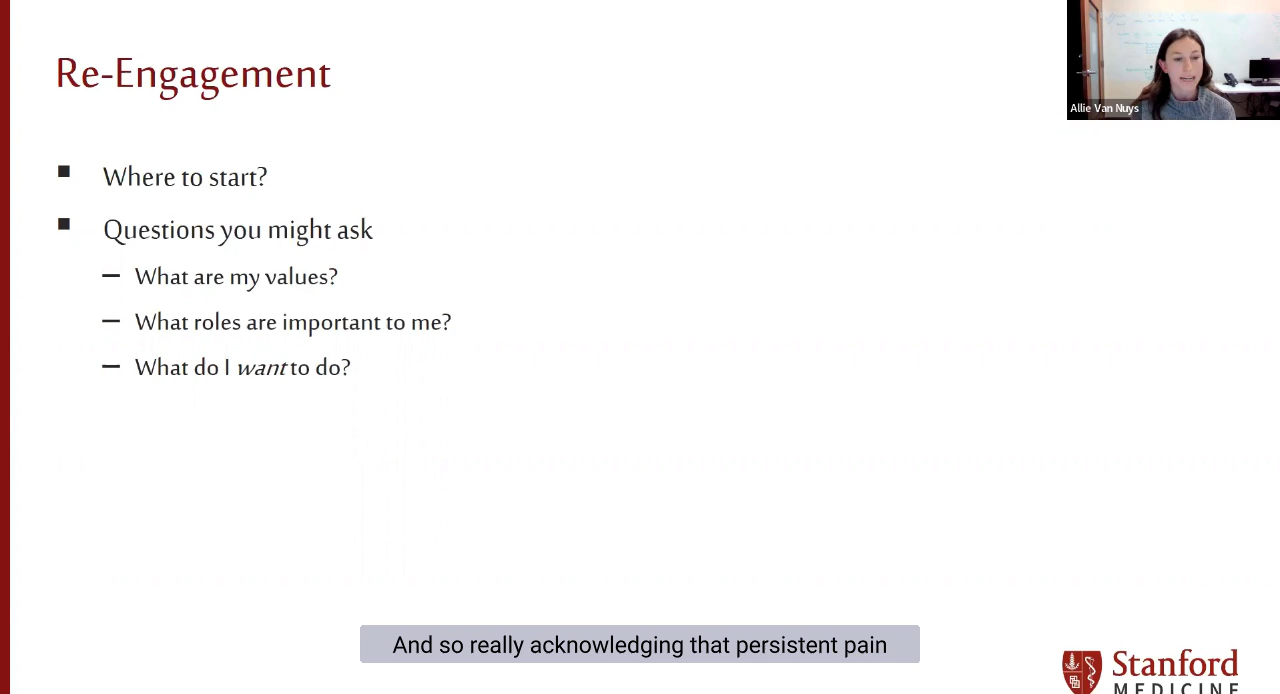 Re-Engagement
Allie Van Nuys
Where to start?
Questions you might ask
– What are my values?
– What roles are important to me?
– What do I want to do?
And so really acknowledging that persistent pain
Stanford
MEDICINE